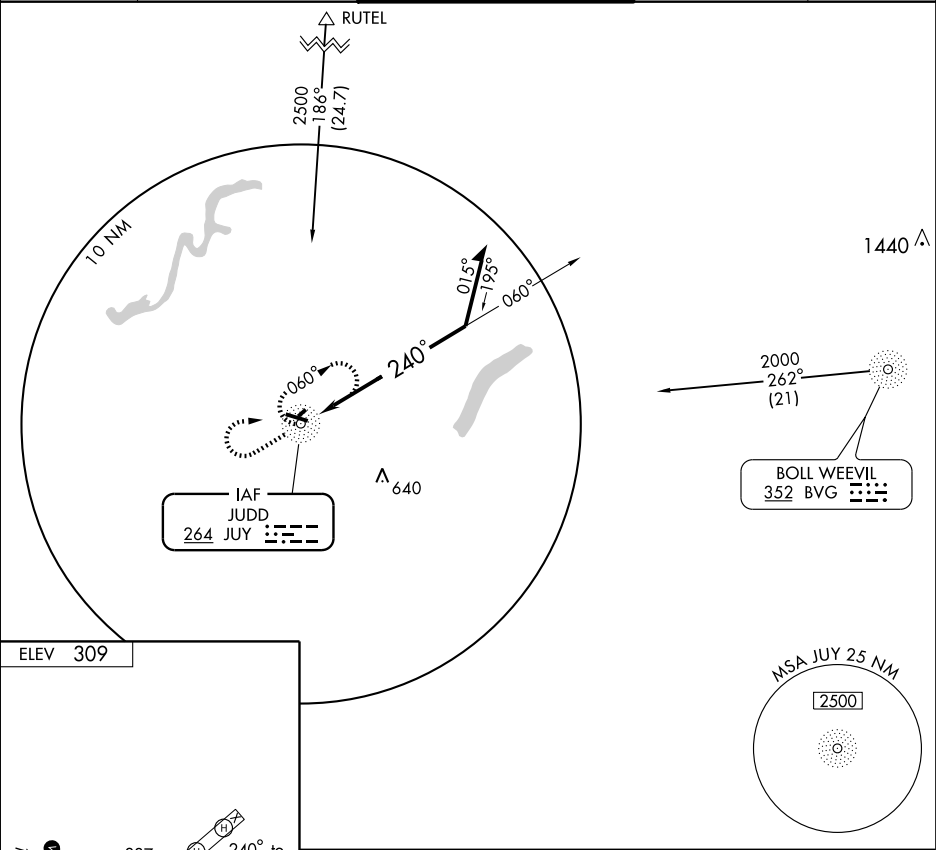 RUTEL
2500
186°
(24.7)
10 NM
1440
015°
195°
060°
240°
060°
2000
262°
(21)
BOLL WEEVIL
352 BVG
IAF
JUDD
264 JUY
640
ELEV 309
MSA JUY 25 NM
2500
H
X